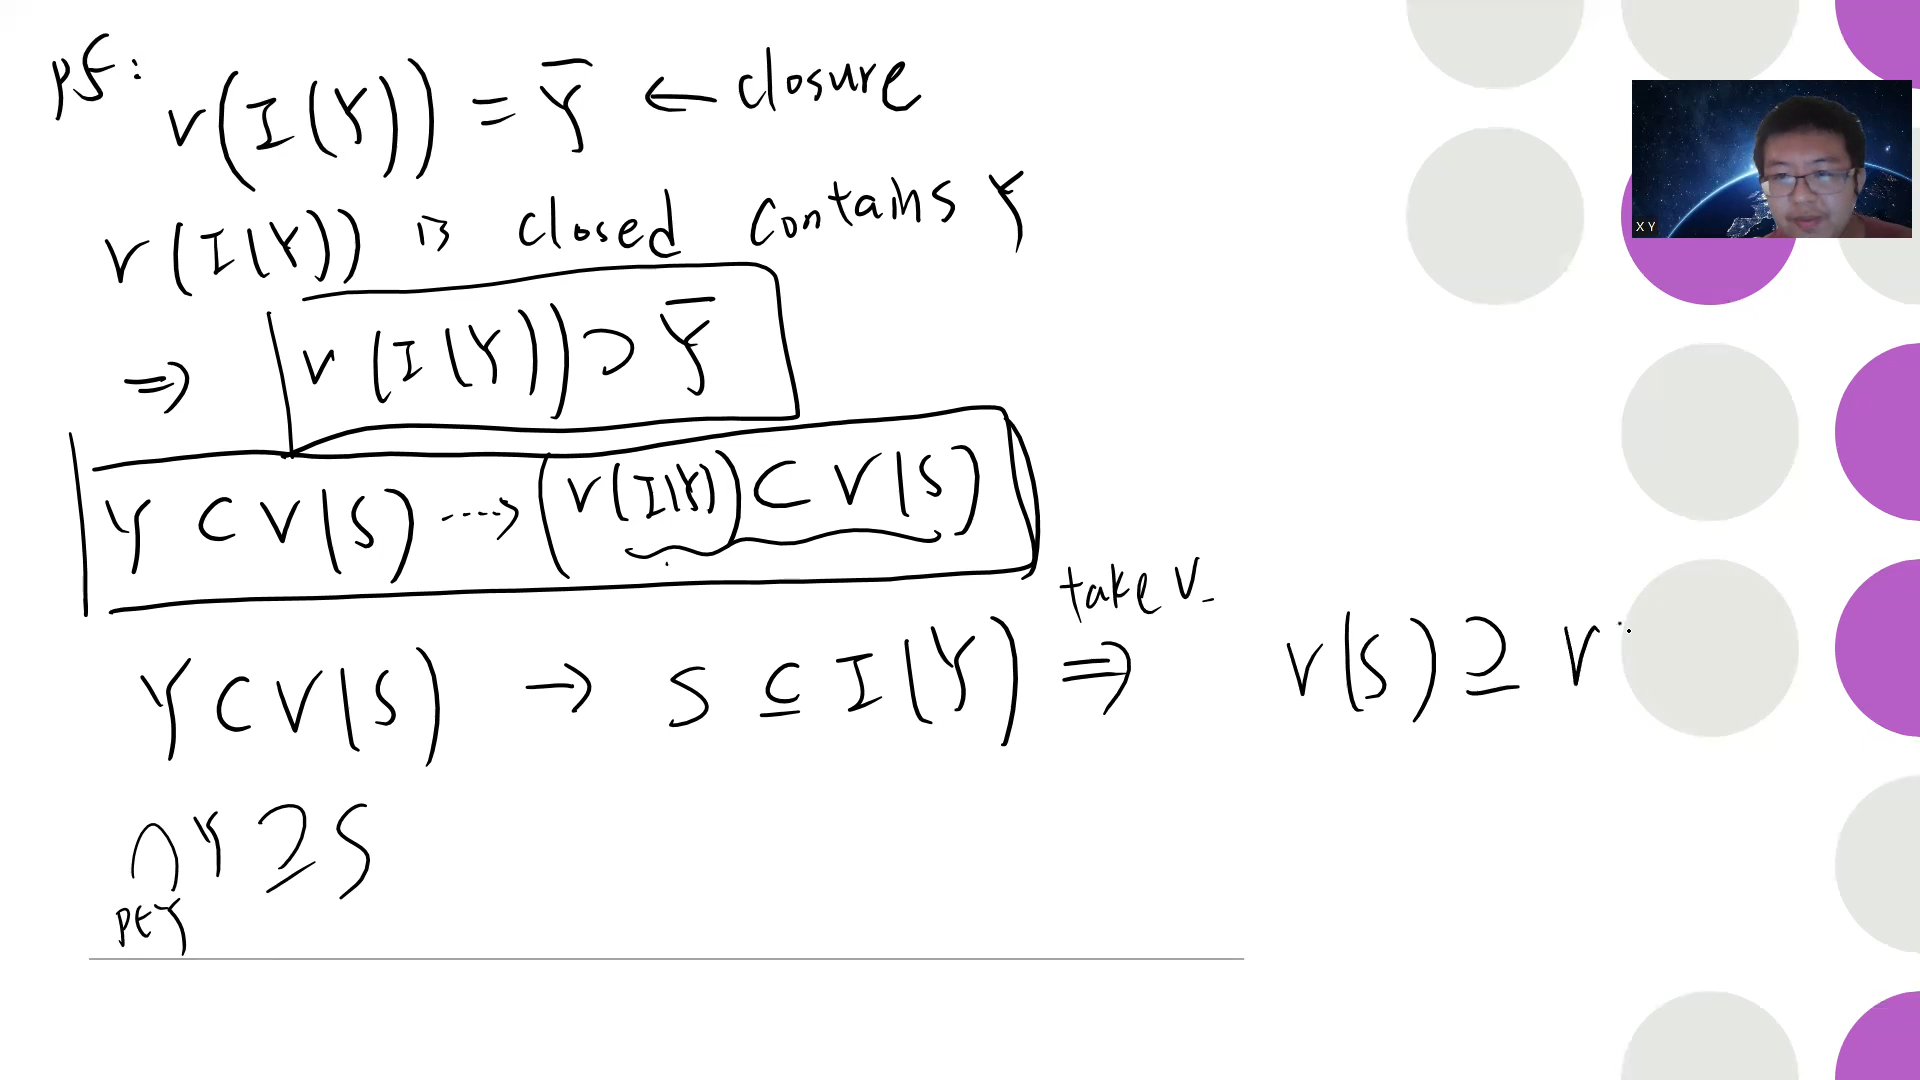 pf: V(I(Y)) = Ȳ ← closure
V(I(Y)) is closed contains Y
⇒ V(I(Y)) ⊃ Ȳ
Y ⊂ V(S) ⇢ V(I(Y)) ⊂ V(S)
take V
Y ⊂ V(S) → S ⊆ I(Y) ⇒ V(S) ⊇ V
∩ Y ⊇ S
P∈Y
X Y